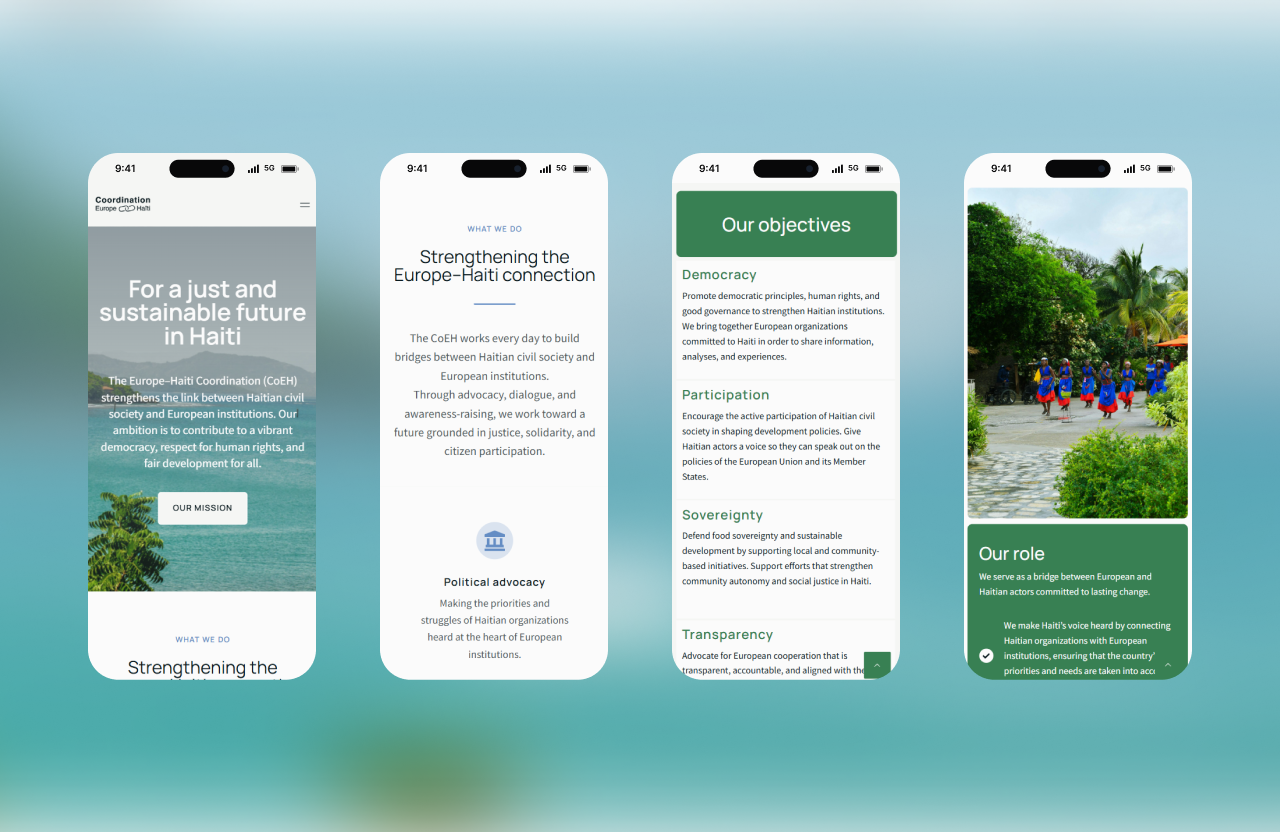 9:41
5G
Coordination
Europe Haïti
For a just and
sustainable future
in Haiti
The Europe–Haiti Coordination (CoEH)
strengthens the link between Haitian civil
society and European institutions. Our
ambition is to contribute to a vibrant
democracy, respect for human rights, and
fair development for all.
OUR MISSION
WHAT WE DO
Strengthening the
9:41
5G
WHAT WE DO
Strengthening the
Europe–Haiti connection
The CoEH works every day to build
bridges between Haitian civil society and
European institutions.
Through advocacy, dialogue, and
awareness-raising, we work toward a
future grounded in justice, solidarity, and
citizen participation.
Political advocacy
Making the priorities and
struggles of Haitian organizations
heard at the heart of European
institutions.
9:41
5G
Our objectives
Democracy
Promote democratic principles, human rights, and
good governance to strengthen Haitian institutions.
We bring together European organizations
committed to Haiti in order to share information,
analyses, and experiences.
Participation
Encourage the active participation of Haitian civil
society in shaping development policies. Give
Haitian actors a voice so they can speak out on the
policies of the European Union and its Member
States.
Sovereignty
Defend food sovereignty and sustainable
development by supporting local and community-
based initiatives. Support efforts that strengthen
community autonomy and social justice in Haiti.
Transparency
Advocate for European cooperation that is
transparent, accountable, and aligned with the
9:41
5G
Our role
We serve as a bridge between European and
Haitian actors committed to lasting change.
We make Haiti's voice heard by connecting
Haitian organizations with European
institutions, ensuring that the country'
priorities and needs are taken into